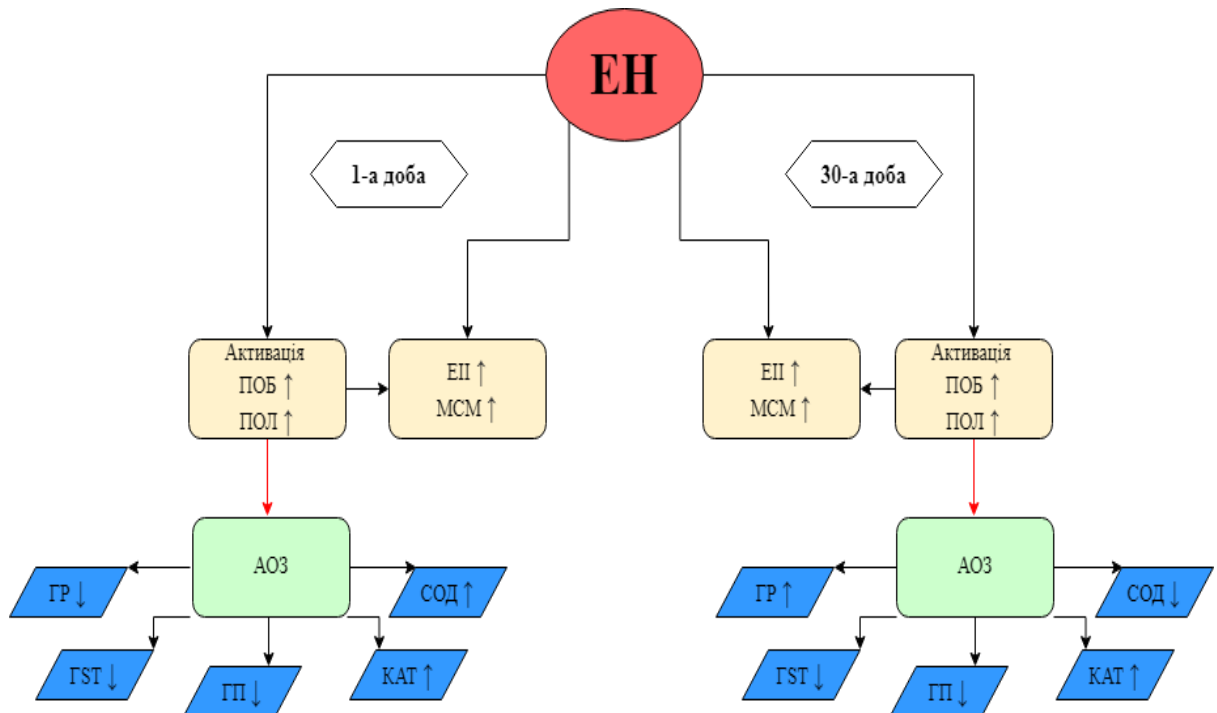 ЕН
1-а доба
30-а доба
Активація
ПОБ ↑
ПОЛ ↑
ЕІІ ↑
МСМ ↑
ЕІІ ↑
МСМ ↑
Активація
ПОБ ↑
ПОЛ ↑
АОЗ
ГР ↓
СОД ↑
ГST ↓
ГП ↓
КАТ ↑
АОЗ
ГР ↑
СОД ↓
ГST ↓
ГП ↓
КАТ ↑